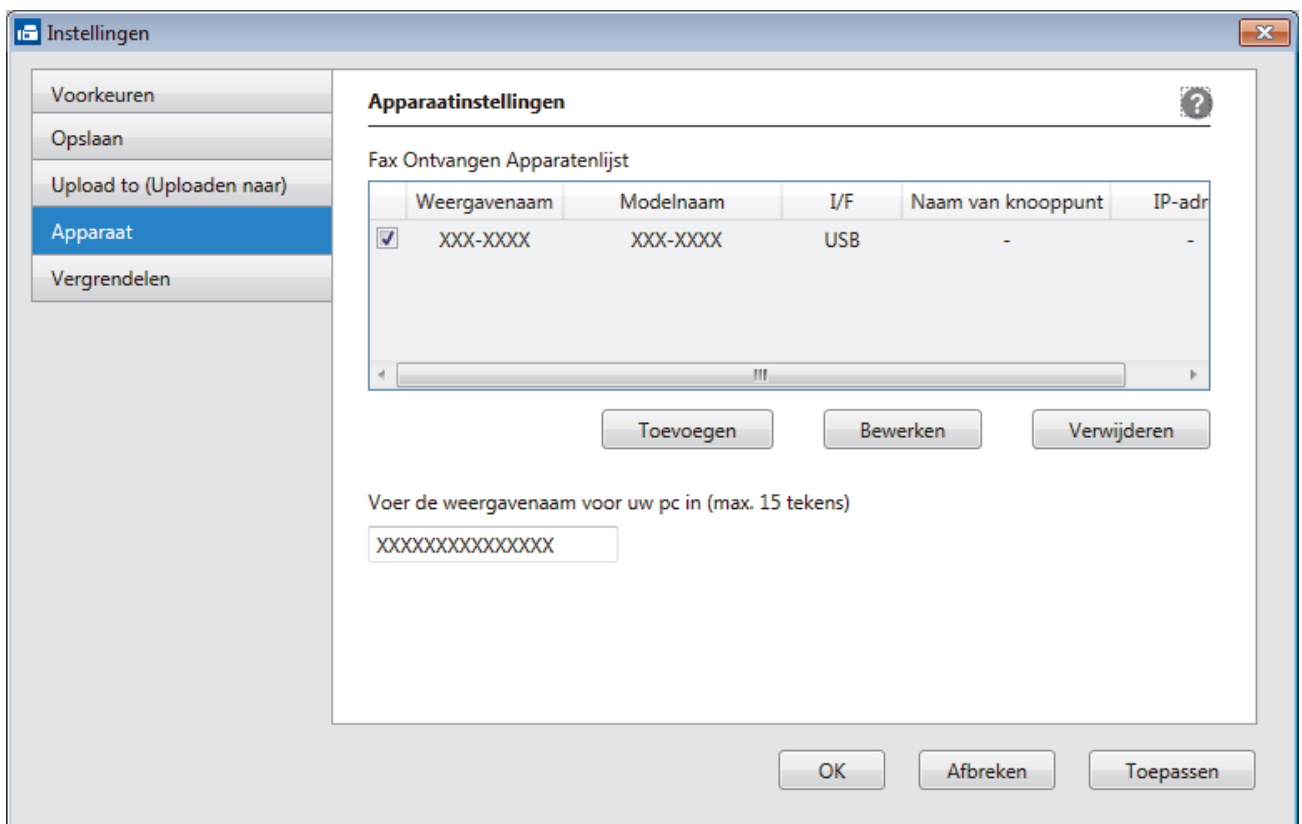 Instellingen
Voorkeuren
Opslaan
Upload to (Uploaden naar)
Apparaat
Vergrendelen
Apparaatinstellingen
?
Fax Ontvangen Apparatenlijst
Weergavenaam Modelnaam I/F Naam van knooppunt IP-adr
XXX-XXXX XXX-XXXX USB - -
Toevoegen Bewerken Verwijderen
Voer de weergavenaam voor uw pc in (max. 15 tekens)
XXXXXXXXXXXXXXX
OK Afbreken Toepassen